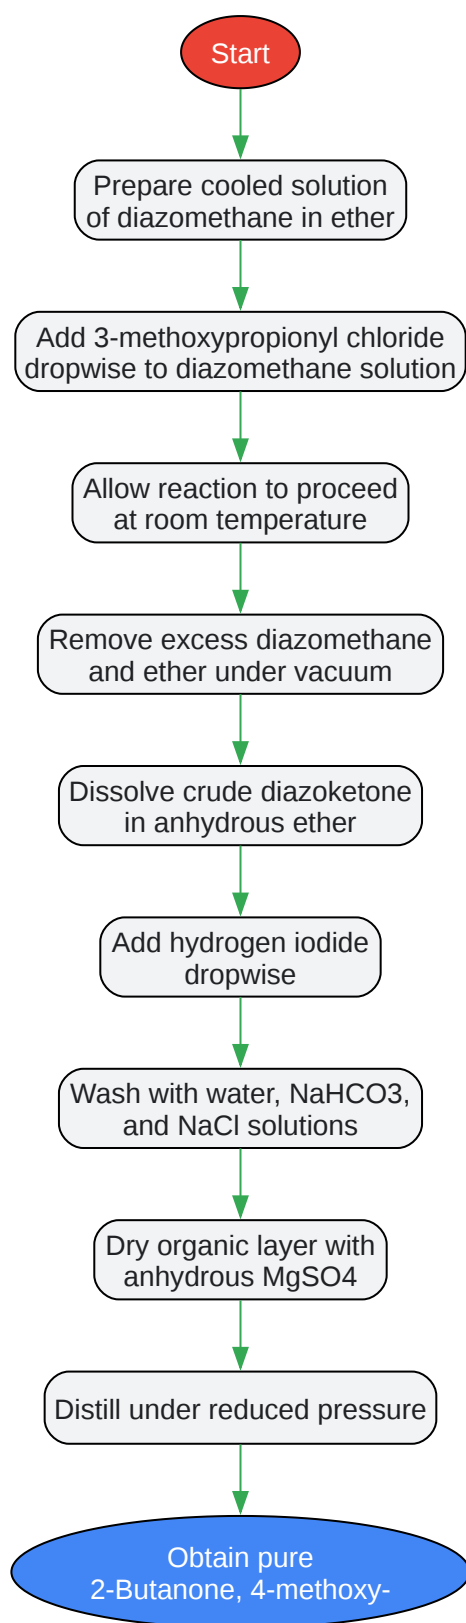 Start
Prepare cooled solution
of diazomethane in ether
Add 3-methoxypropionyl chloride
dropwise to diazomethane solution
Allow reaction to proceed
at room temperature
Remove excess diazomethane
and ether under vacuum
Dissolve crude diazoketone
in anhydrous ether
Add hydrogen iodide
dropwise
Wash with water, NaHCO3,
and NaCl solutions
Dry organic layer with
anhydrous MgSO4
Distill under reduced pressure
Obtain pure
2-Butanone, 4-methoxy-